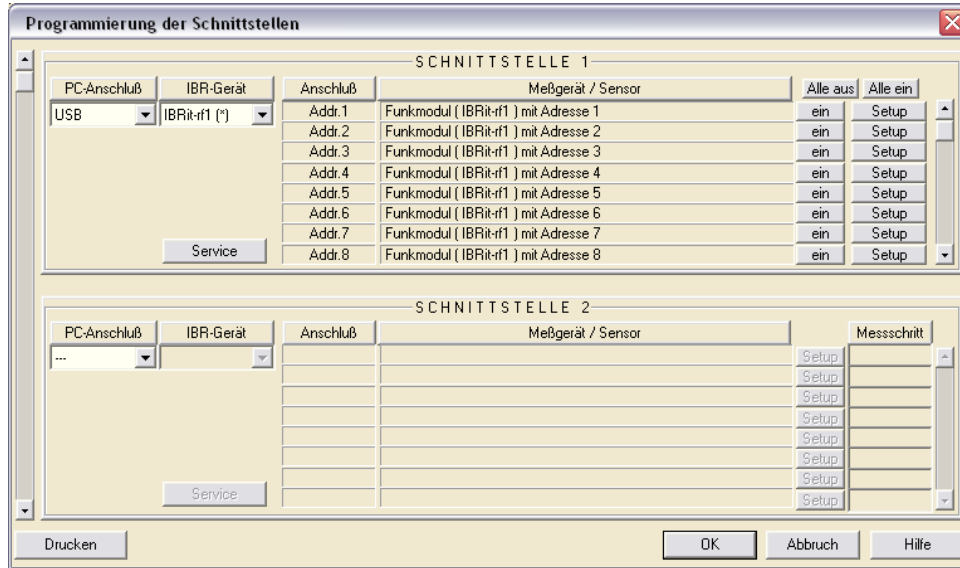 Programmierung der Schnittstellen
SCHNITTSTELLE 1
PC-Anschluß IBR-Gerät Anschluß Meßgerät / Sensor Alle aus Alle ein
USB IBRit-rf1 (*) Addr.1 Funkmodul ( IBRit-rf1 ) mit Adresse 1 ein Setup
Addr.2 Funkmodul ( IBRit-rf1 ) mit Adresse 2 ein Setup
Addr.3 Funkmodul ( IBRit-rf1 ) mit Adresse 3 ein Setup
Addr.4 Funkmodul ( IBRit-rf1 ) mit Adresse 4 ein Setup
Addr.5 Funkmodul ( IBRit-rf1 ) mit Adresse 5 ein Setup
Addr.6 Funkmodul ( IBRit-rf1 ) mit Adresse 6 ein Setup
Addr.7 Funkmodul ( IBRit-rf1 ) mit Adresse 7 ein Setup
Service Addr.8 Funkmodul ( IBRit-rf1 ) mit Adresse 8 ein Setup
SCHNITTSTELLE 2
PC-Anschluß IBR-Gerät Anschluß Meßgerät / Sensor Messschritt
--- Setup
Setup
Setup
Setup
Setup
Setup
Service Setup
Setup
Drucken OK Abbruch Hilfe